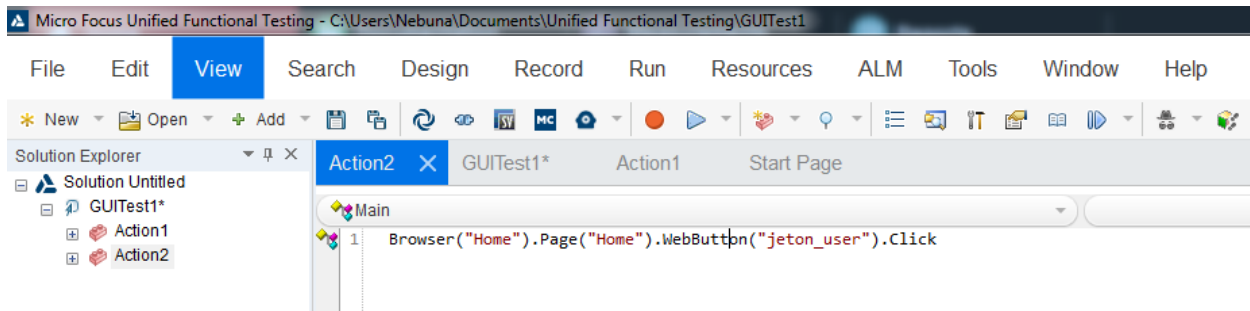 Micro Focus Unified Functional Testing - C:\Users\Nebuna\Documents\Unified Functional Testing\GUITest1
File Edit View Search Design Record Run Resources ALM Tools Window Help
New Open Add SV MC
Solution Explorer
Action2 GUITest1* Action1 Start Page
Solution Untitled
GUITest1*
Action1
Action2
Main
1 Browser("Home").Page("Home").WebButton("jeton_user").Click